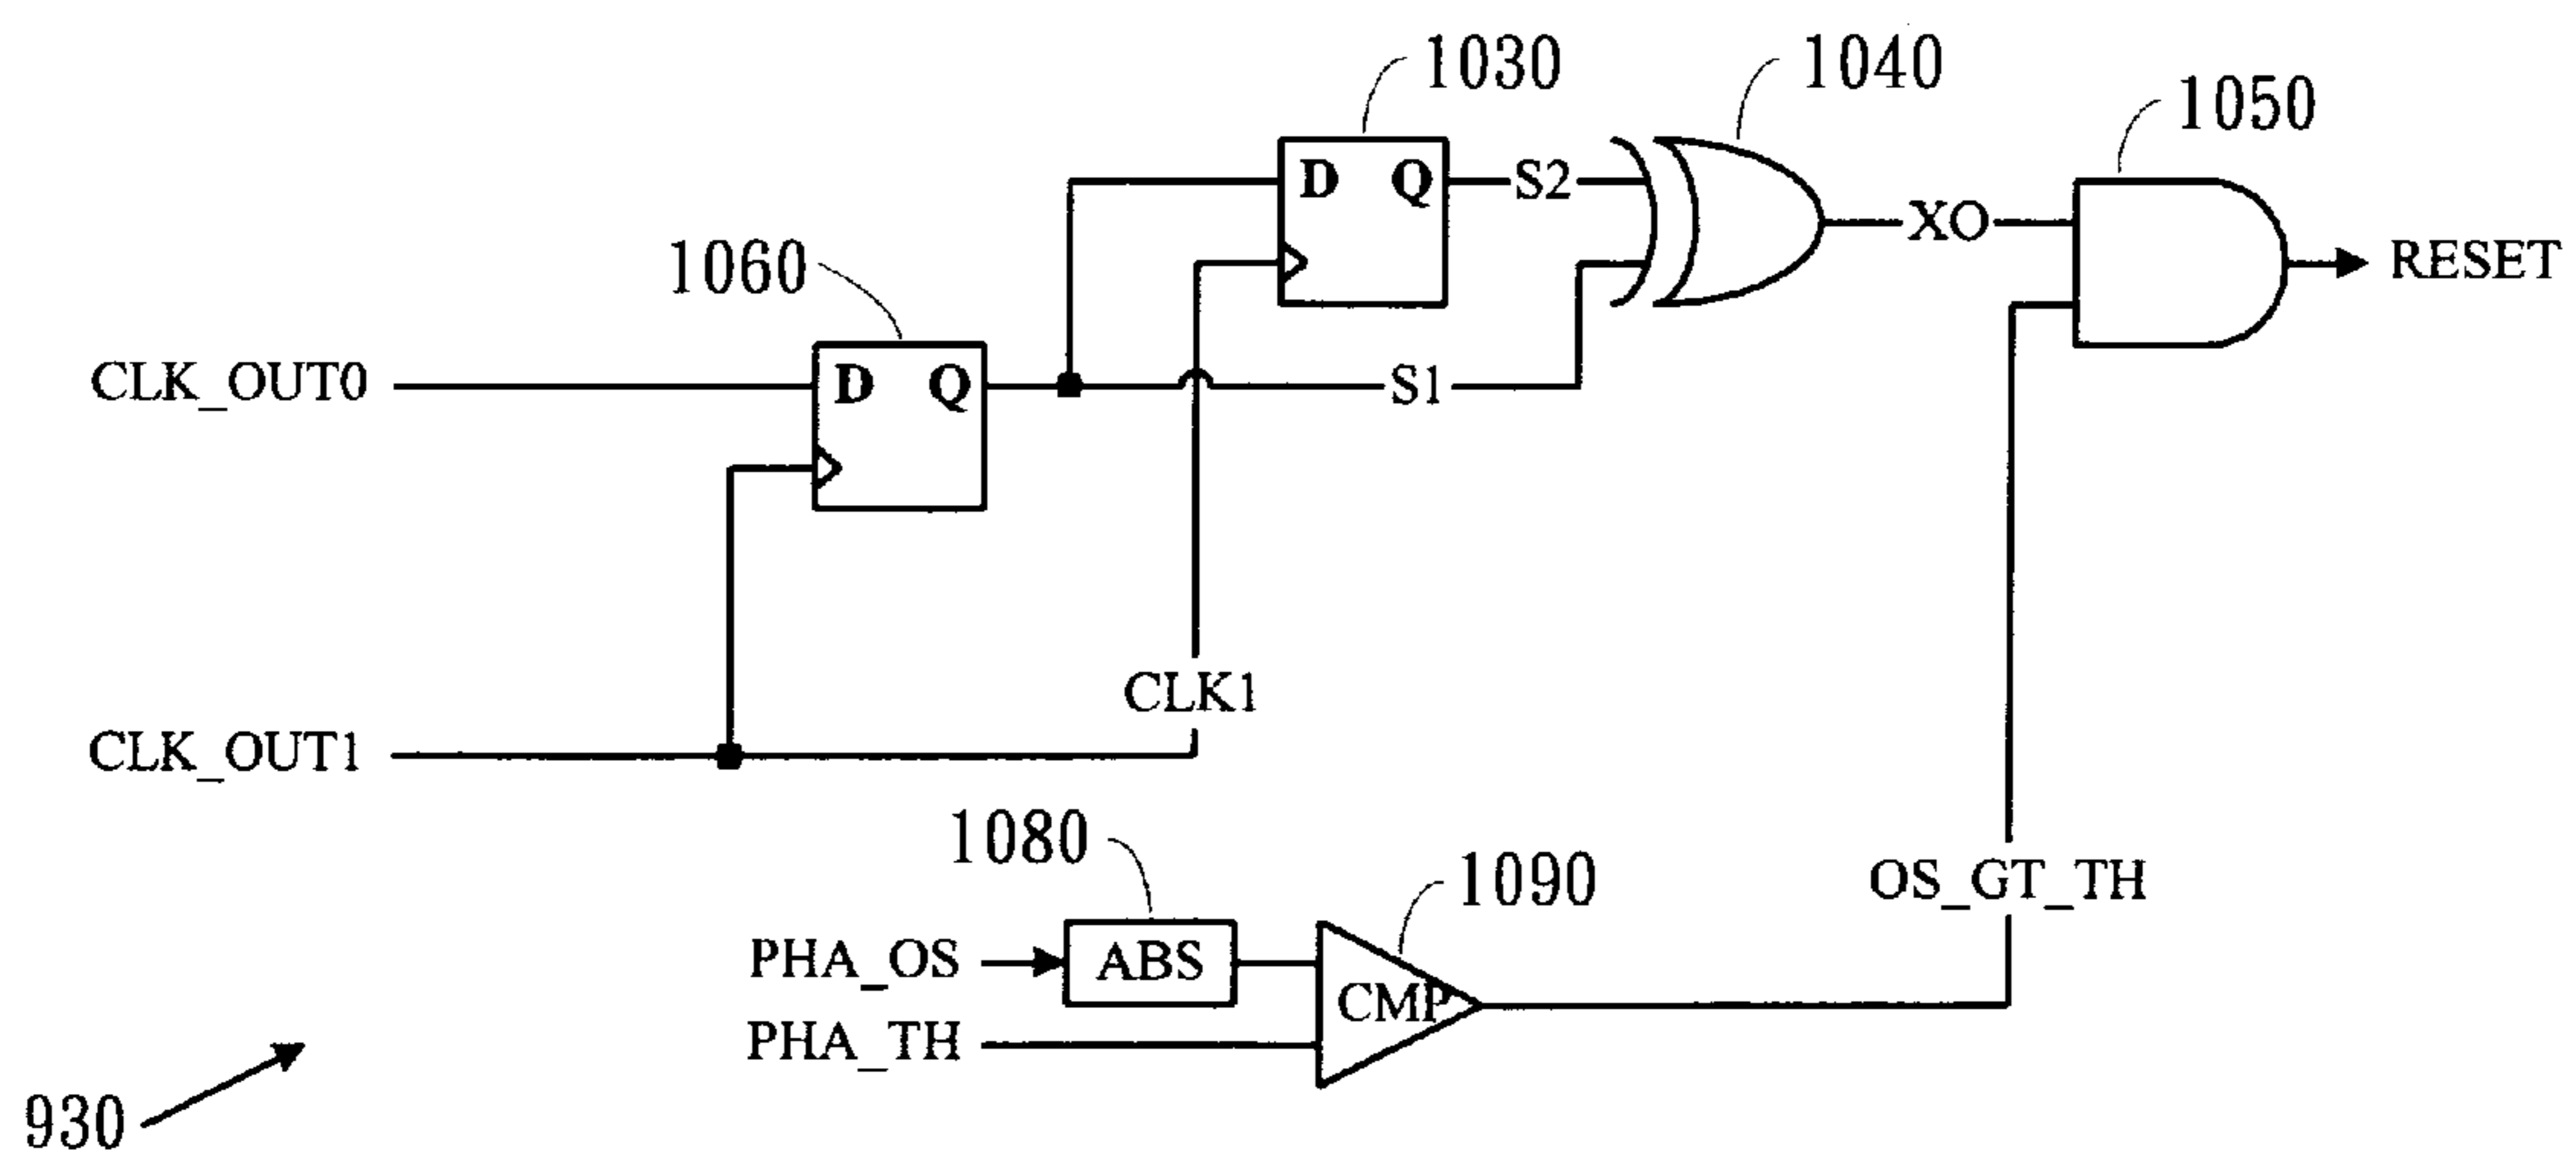 1030
1040
1050
D Q
S2
XO
RESET
1060
CLK_OUT0
D Q
S1
CLK1
CLK_OUT1
1080
1090
OS_GT_TH
PHA_OS
ABS
CMP
PHA_TH
930